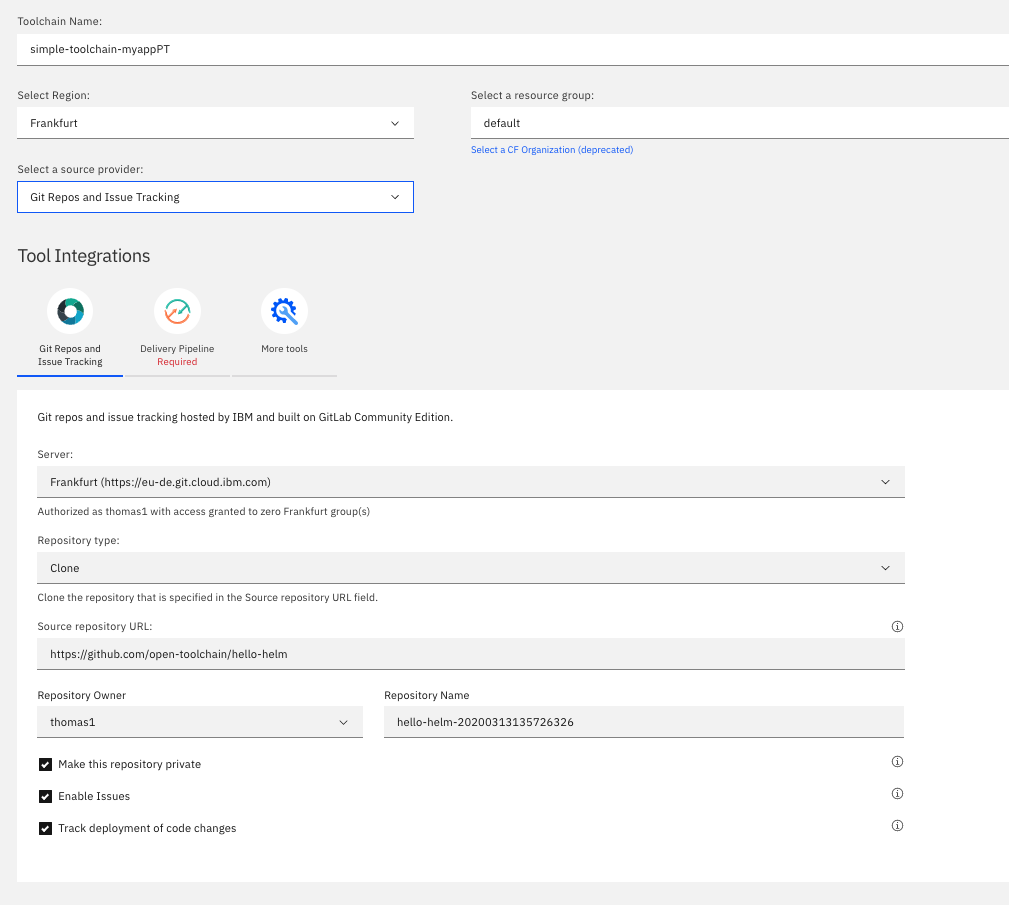 Toolchain Name:
simple-toolchain-myappPT
Select Region:
Select a resource group:
Frankfurt
default
Select a CF Organization (deprecated)
Select a source provider:
Git Repos and Issue Tracking
Tool Integrations
Git Repos and
Issue Tracking
Delivery Pipeline
Required
More tools
Git repos and issue tracking hosted by IBM and built on GitLab Community Edition.
Server:
Frankfurt (https://eu-de.git.cloud.ibm.com)
Authorized as thomas1 with access granted to zero Frankfurt group(s)
Repository type:
Clone
Clone the repository that is specified in the Source repository URL field.
Source repository URL:
https://github.com/open-toolchain/hello-helm
Repository Owner
Repository Name
thomas1
hello-helm-20200313135726326
Make this repository private
Enable Issues
Track deployment of code changes